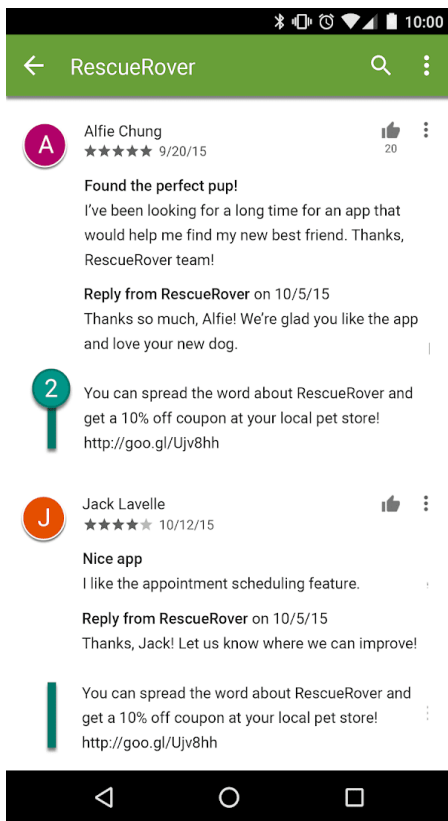 10:00
RescueRover
A
Alfie Chung
★★★★★ 9/20/15
20
Found the perfect pup!
I've been looking for a long time for an app that
would help me find my new best friend. Thanks,
RescueRover team!
Reply from RescueRover on 10/5/15
Thanks so much, Alfie! We're glad you like the app
and love your new dog.
2
You can spread the word about RescueRover and
get a 10% off coupon at your local pet store!
http://goo.gl/Ujv8hh
J
Jack Lavelle
★★★★★ 10/12/15
Nice app
I like the appointment scheduling feature.
Reply from RescueRover on 10/5/15
Thanks, Jack! Let us know where we can improve!
You can spread the word about RescueRover and
get a 10% off coupon at your local pet store!
http://goo.gl/Ujv8hh